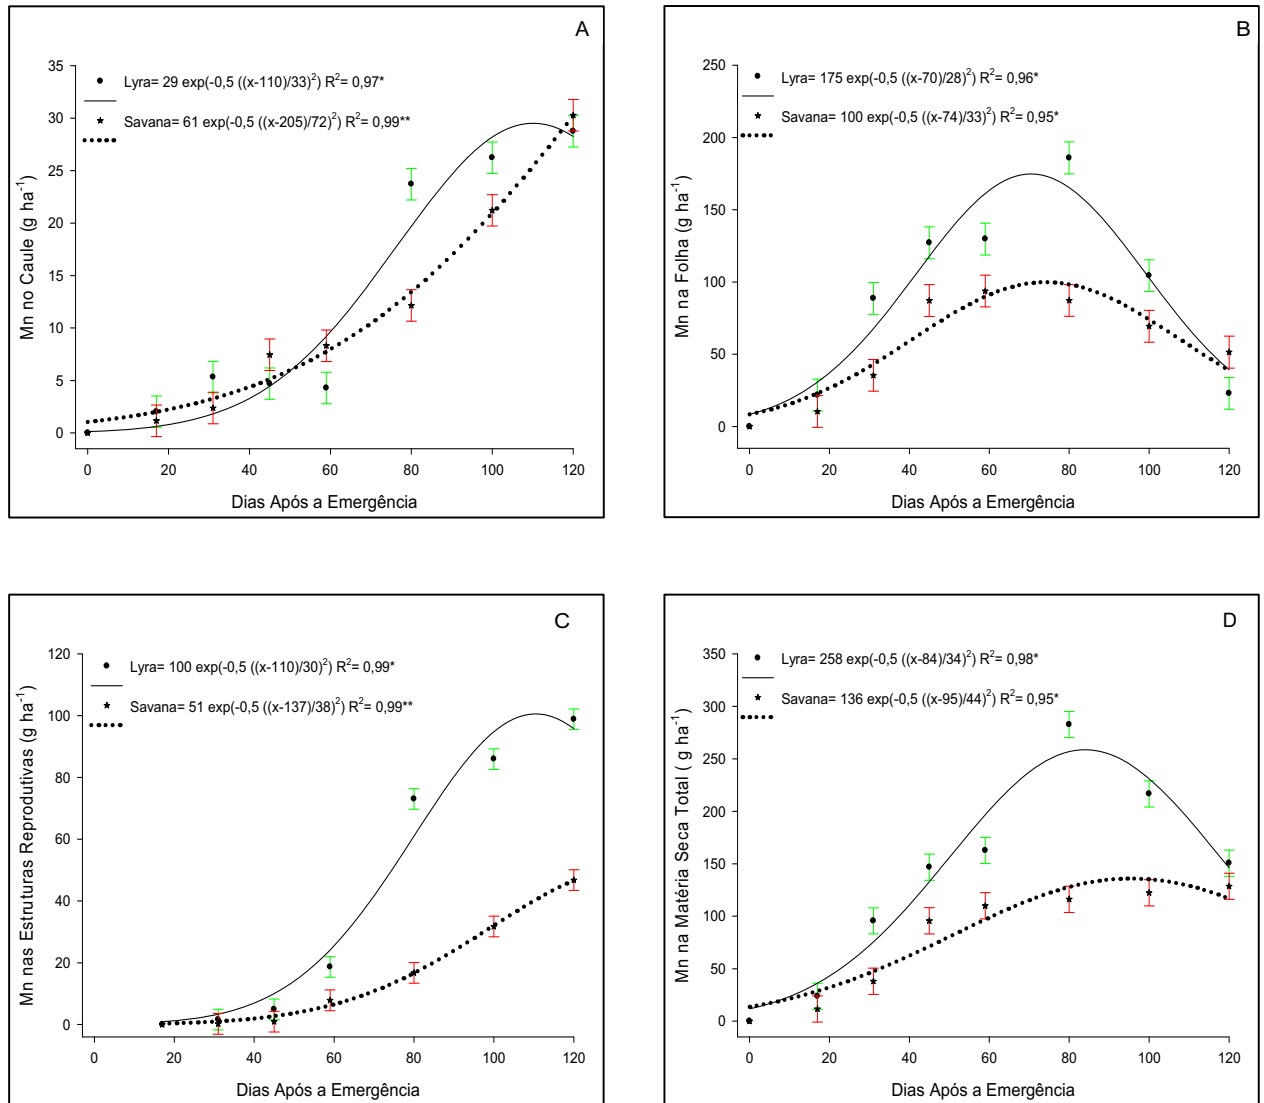 A
Lyra= 29 exp(-0,5 ((x-110)/33)²) R²= 0,97*
Savana= 61 exp(-0,5 ((x-205)/72)²) R²= 0,99**
Mn no Caule (g ha⁻¹)
35
30
25
20
15
10
5
0
0 20 40 60 80 100 120
Dias Após a Emergência
B
Lyra= 175 exp(-0,5 ((x-70)/28)²) R²= 0,96*
Savana= 100 exp(-0,5 ((x-74)/33)²) R²= 0,95*
Mn na Folha (g ha⁻¹)
250
200
150
100
50
0
0 20 40 60 80 100 120
Dias Após a Emergência
C
Lyra= 100 exp(-0,5 ((x-110)/30)²) R²= 0,99*
Savana= 51 exp(-0,5 ((x-137)/38)²) R²= 0,99**
Mn nas Estruturas Reprodutivas (g ha⁻¹)
120
100
80
60
40
20
0
0 20 40 60 80 100 120
Dias Após a Emergência
D
Lyra= 258 exp(-0,5 ((x-84)/34)²) R²= 0,98*
Savana= 136 exp(-0,5 ((x-95)/44)²) R²= 0,95*
Mn na Matéria Seca Total ( g ha⁻¹)
350
300
250
200
150
100
50
0
0 20 40 60 80 100 120
Dias Após a Emergência